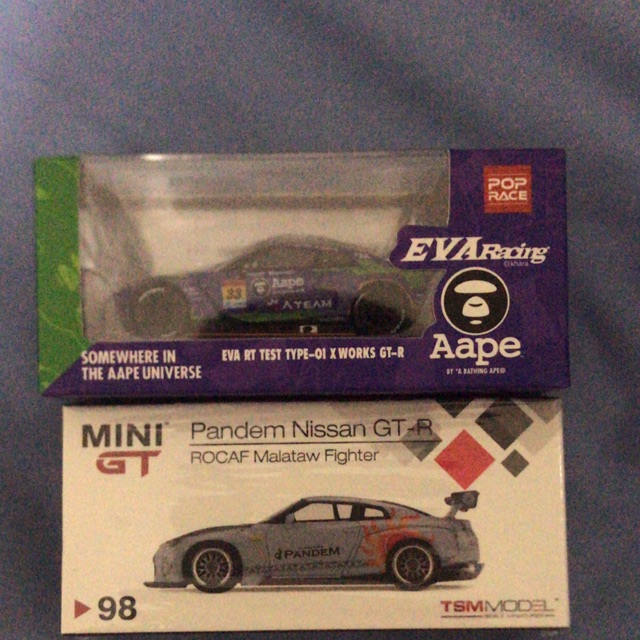 POP
RACE
EVA Racing
©khara
33
Aape
A TEAM
SOMEWHERE IN
THE AAPE UNIVERSE
EVA RT TEST TYPE-01 X WORKS GT-R
Aape
BY *A BATHING APE®
MINI
GT
Pandem Nissan GT-R
ROCAF Malataw Fighter
PANDEM
98
TSMMODEL